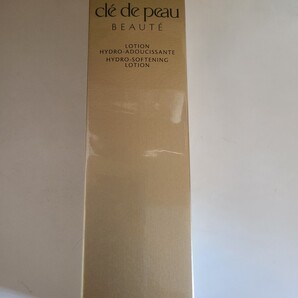 clé de peau
BEAUTÉ
LOTION
HYDRO-ADOUCISSANTE
HYDRO-SOFTENING
LOTION